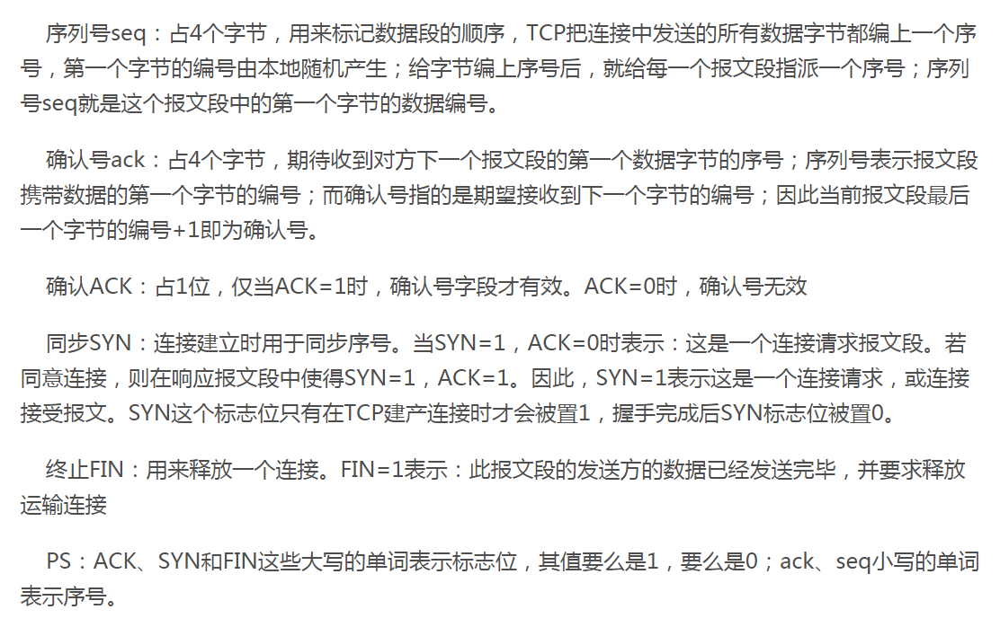 序列号seq：占4个字节，用来标记数据段的顺序，TCP把连接中发送的所有数据字节都编上一个序
号，第一个字节的编号由本地随机产生；给字节编上序号后，就给每一个报文段指派一个序号；序列
号seq就是这个报文段中的第一个字节的数据编号。
确认号ack：占4个字节，期待收到对方下一个报文段的第一个数据字节的序号；序列号表示报文段
携带数据的第一个字节的编号；而确认号指的是期望接收到下一个字节的编号；因此当前报文段最后
一个字节的编号+1即为确认号。
确认ACK：占1位，仅当ACK=1时，确认号字段才有效。ACK=0时，确认号无效
同步SYN：连接建立时用于同步序号。当SYN=1，ACK=0时表示：这是一个连接请求报文段。若
同意连接，则在响应报文段中使得SYN=1，ACK=1。因此，SYN=1表示这是一个连接请求，或连接
接受报文。SYN这个标志位只有在TCP建产连接时才会被置1，握手完成后SYN标志位被置0。
终止FIN：用来释放一个连接。FIN=1表示：此报文段的发送方的数据已经发送完毕，并要求释放
运输连接
PS：ACK、SYN和FIN这些大写的单词表示标志位，其值要么是1，要么是0；ack、seq小写的单词
表示序号。